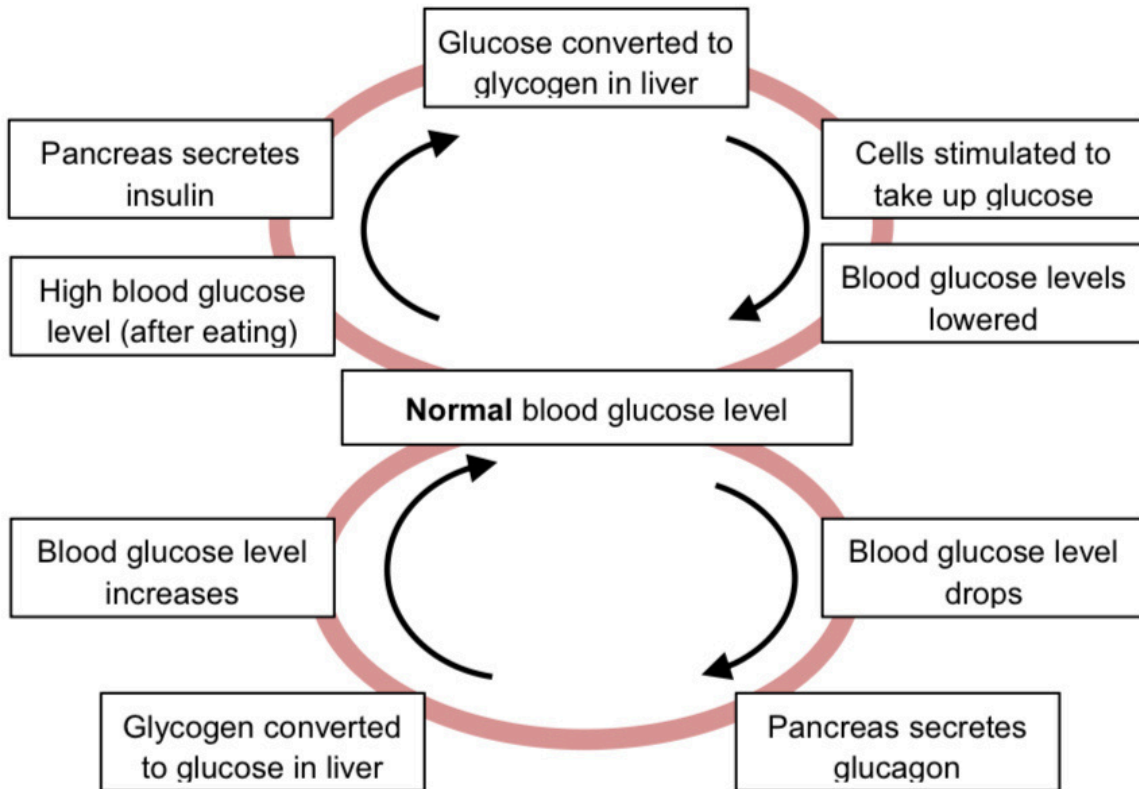 Glucose converted to
glycogen in liver
Pancreas secretes
insulin
Cells stimulated to
take up glucose
High blood glucose
level (after eating)
Blood glucose levels
lowered
Normal blood glucose level
Blood glucose level
increases
Blood glucose level
drops
Glycogen converted
to glucose in liver
Pancreas secretes
glucagon